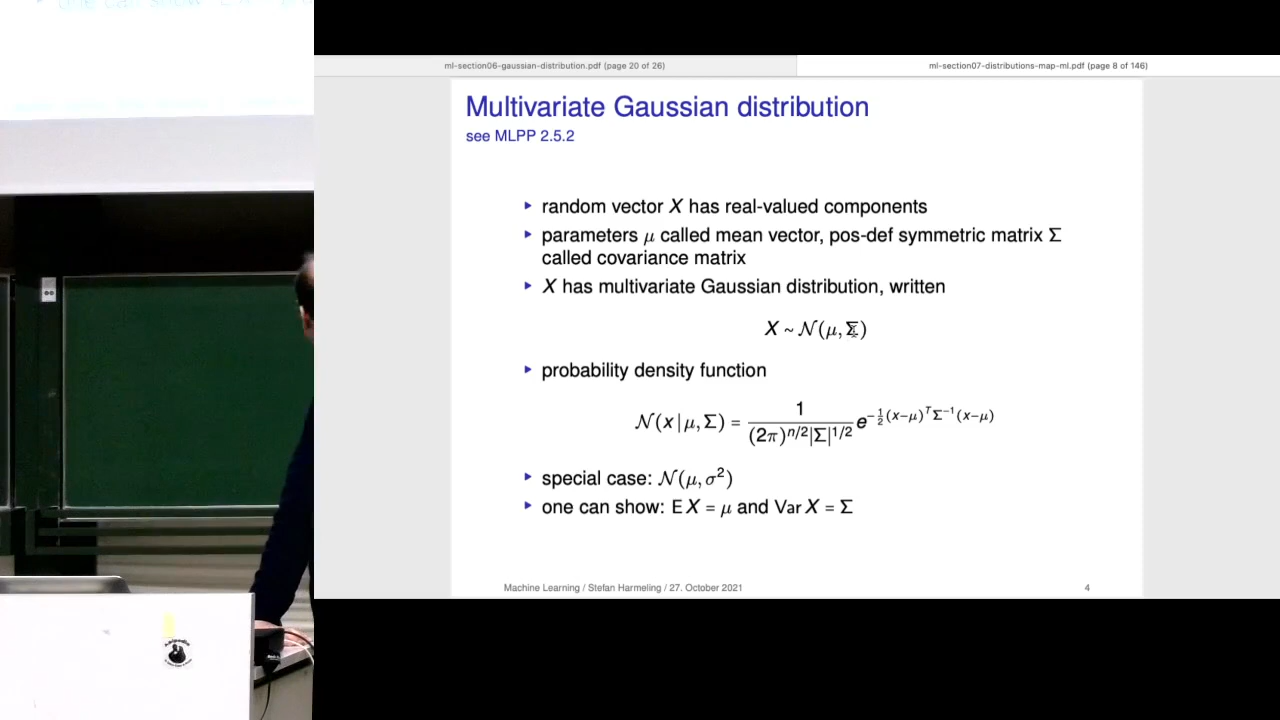 ml-section06-gaussian-distribution.pdf (page 20 of 26)
ml-section07-distributions-map-ml.pdf (page 8 of 146)
Multivariate Gaussian distribution
see MLPP 2.5.2
▸ random vector X has real-valued components
▸ parameters μ called mean vector, pos-def symmetric matrix Σ
called covariance matrix
▸ X has multivariate Gaussian distribution, written
X ~ 𝒩(μ, Σ)
▸ probability density function
𝒩(x | μ, Σ) = 1 / ((2π)^{n/2} |Σ|^{1/2}) e^{-½(x−μ)^T Σ^{-1}(x−μ)}
▸ special case: 𝒩(μ, σ²)
▸ one can show: E X = μ and Var X = Σ
Machine Learning / Stefan Harmeling / 27. October 2021
4